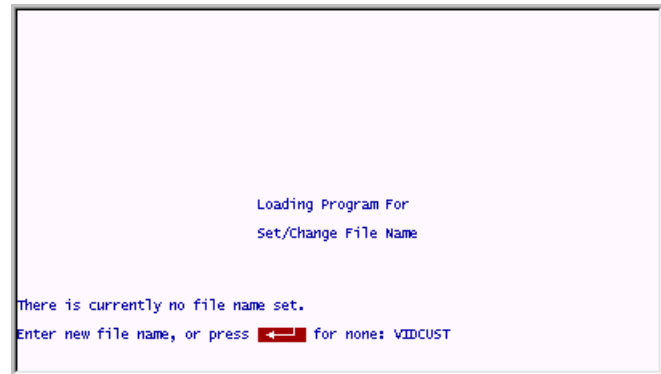 Loading Program For
Set/Change File Name
There is currently no file name set.
Enter new file name, or press for none: VIDCUST